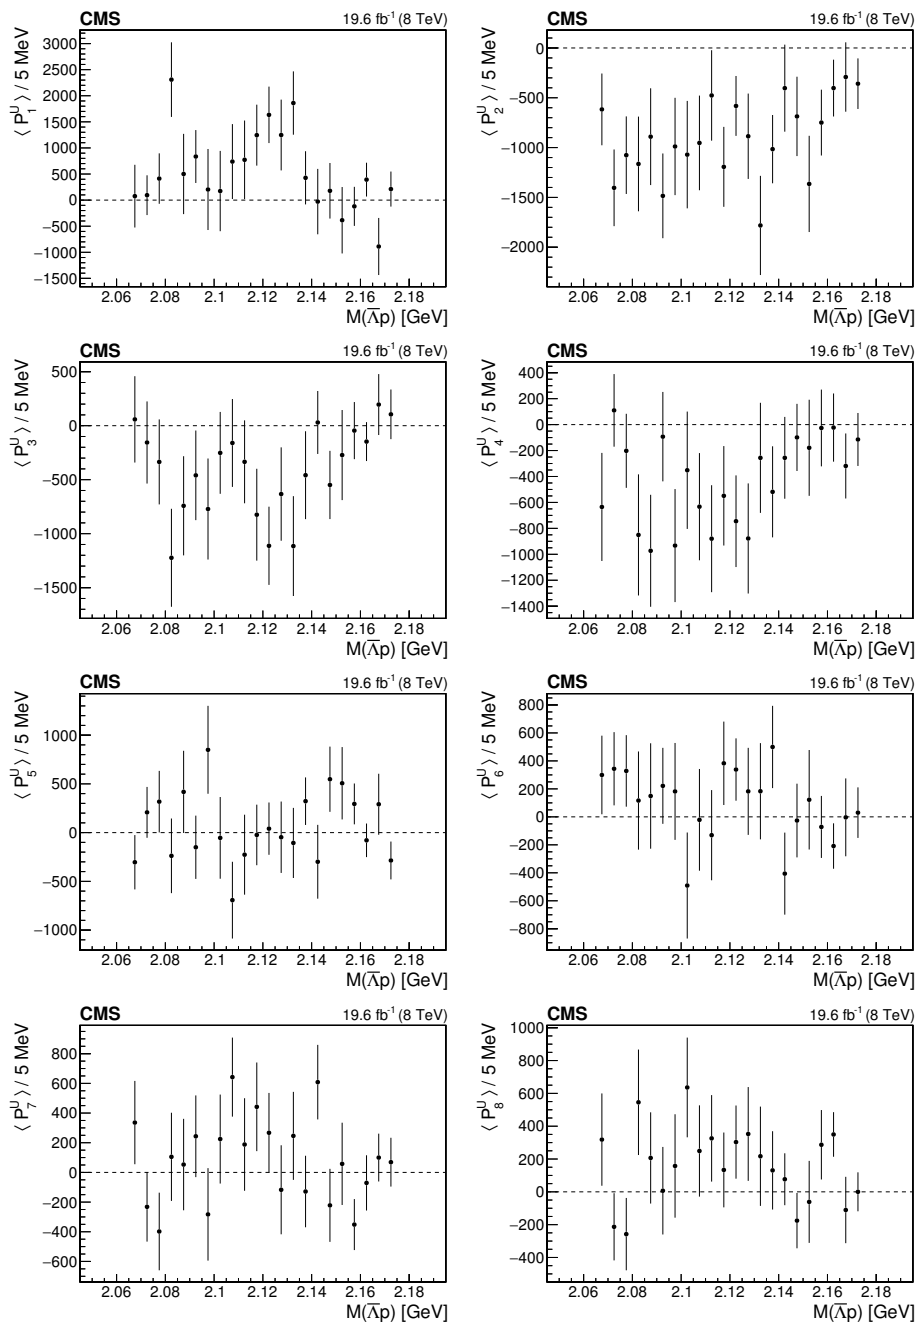 CMS 19.6 fb⁻¹ (8 TeV)
⟨ P₁ᵁ ⟩ / 5 MeV
3000
2500
2000
1500
1000
500
0
−500
−1000
−1500
2.06 2.08 2.1 2.12 2.14 2.16 2.18
M(Λ̅p) [GeV]
CMS 19.6 fb⁻¹ (8 TeV)
⟨ P₂ᵁ ⟩ / 5 MeV
0
−500
−1000
−1500
−2000
2.06 2.08 2.1 2.12 2.14 2.16 2.18
M(Λ̅p) [GeV]
CMS 19.6 fb⁻¹ (8 TeV)
⟨ P₃ᵁ ⟩ / 5 MeV
500
0
−500
−1000
−1500
2.06 2.08 2.1 2.12 2.14 2.16 2.18
M(Λ̅p) [GeV]
CMS 19.6 fb⁻¹ (8 TeV)
⟨ P₄ᵁ ⟩ / 5 MeV
400
200
0
−200
−400
−600
−800
−1000
−1200
−1400
2.06 2.08 2.1 2.12 2.14 2.16 2.18
M(Λ̅p) [GeV]
CMS 19.6 fb⁻¹ (8 TeV)
⟨ P₅ᵁ ⟩ / 5 MeV
1000
500
0
−500
−1000
2.06 2.08 2.1 2.12 2.14 2.16 2.18
M(Λ̅p) [GeV]
CMS 19.6 fb⁻¹ (8 TeV)
⟨ P₆ᵁ ⟩ / 5 MeV
800
600
400
200
0
−200
−400
−600
−800
2.06 2.08 2.1 2.12 2.14 2.16 2.18
M(Λ̅p) [GeV]
CMS 19.6 fb⁻¹ (8 TeV)
⟨ P₇ᵁ ⟩ / 5 MeV
800
600
400
200
0
−200
−400
−600
2.06 2.08 2.1 2.12 2.14 2.16 2.18
M(Λ̅p) [GeV]
CMS 19.6 fb⁻¹ (8 TeV)
⟨ P₈ᵁ ⟩ / 5 MeV
1000
800
600
400
200
0
−200
−400
2.06 2.08 2.1 2.12 2.14 2.16 2.18
M(Λ̅p) [GeV]